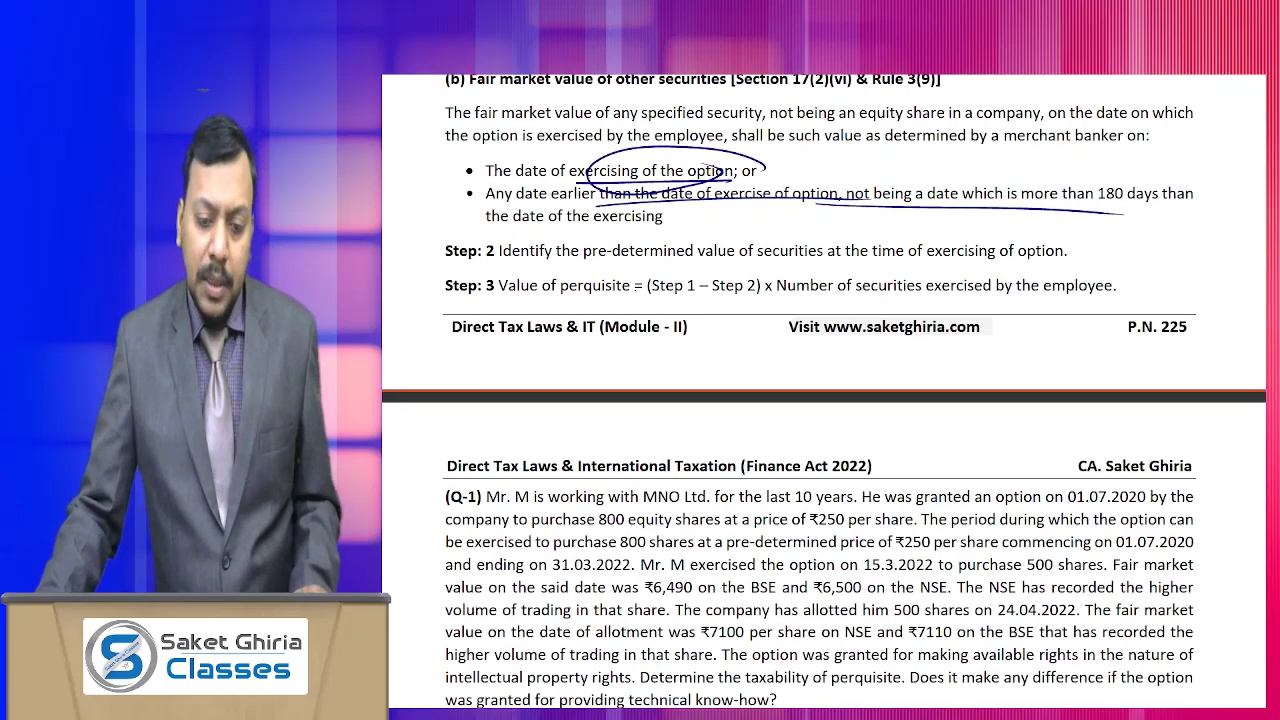 (b) Fair market value of other securities [Section 17(2)(vi) & Rule 3(9)]
The fair market value of any specified security, not being an equity share in a company, on the date on which
the option is exercised by the employee, shall be such value as determined by a merchant banker on:
• The date of exercising of the option; or
• Any date earlier than the date of exercise of option, not being a date which is more than 180 days than
the date of the exercising
Step: 2 Identify the pre-determined value of securities at the time of exercising of option.
Step: 3 Value of perquisite = (Step 1 – Step 2) x Number of securities exercised by the employee.
Direct Tax Laws & IT (Module - II) Visit www.saketghiria.com P.N. 225
Direct Tax Laws & International Taxation (Finance Act 2022) CA. Saket Ghiria
(Q-1) Mr. M is working with MNO Ltd. for the last 10 years. He was granted an option on 01.07.2020 by the
company to purchase 800 equity shares at a price of ₹250 per share. The period during which the option can
be exercised to purchase 800 shares at a pre-determined price of ₹250 per share commencing on 01.07.2020
and ending on 31.03.2022. Mr. M exercised the option on 15.3.2022 to purchase 500 shares. Fair market
value on the said date was ₹6,490 on the BSE and ₹6,500 on the NSE. The NSE has recorded the higher
volume of trading in that share. The company has allotted him 500 shares on 24.04.2022. The fair market
value on the date of allotment was ₹7100 per share on NSE and ₹7110 on the BSE that has recorded the
higher volume of trading in that share. The option was granted for making available rights in the nature of
intellectual property rights. Determine the taxability of perquisite. Does it make any difference if the option
was granted for providing technical know-how?
Saket Ghiria
Classes